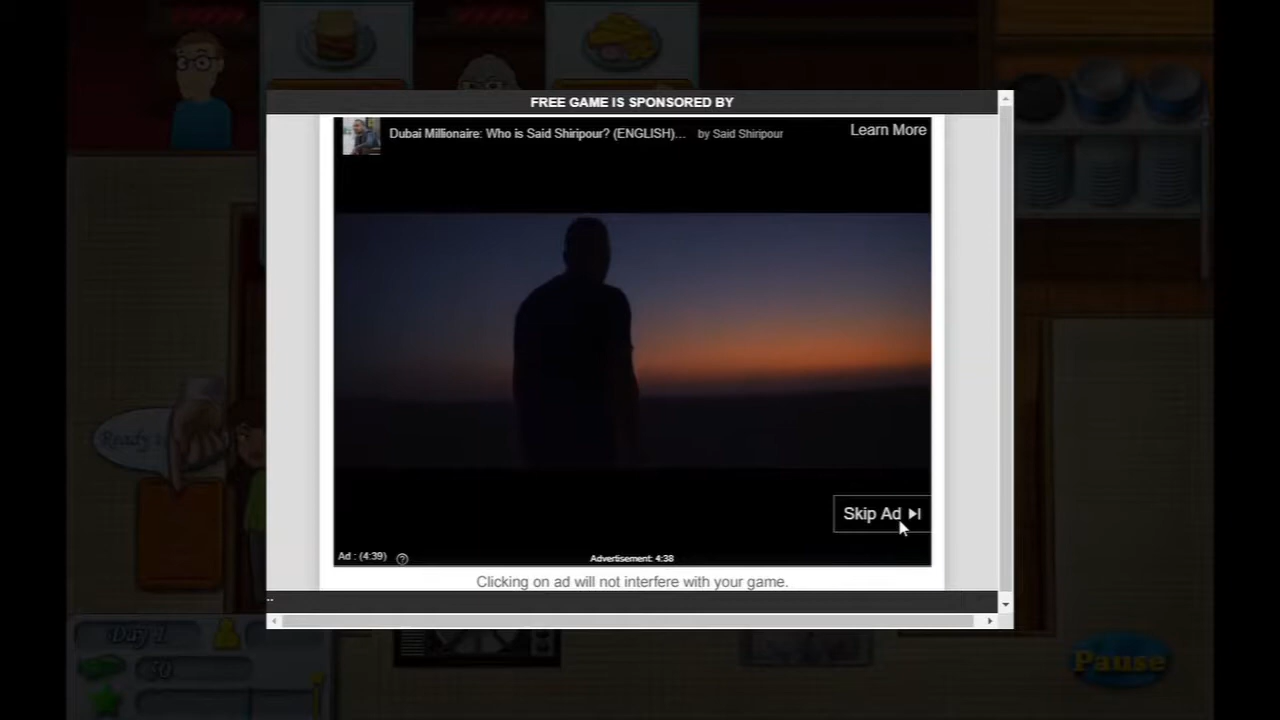 FREE GAME IS SPONSORED BY
Dubai Millionaire: Who is Said Shiripour? (ENGLISH)... by Said Shiripour
Learn More
Skip Ad
Ad : (4:39)
Advertisement: 4:38
Clicking on ad will not interfere with your game.
Ready
Day 1
Pause